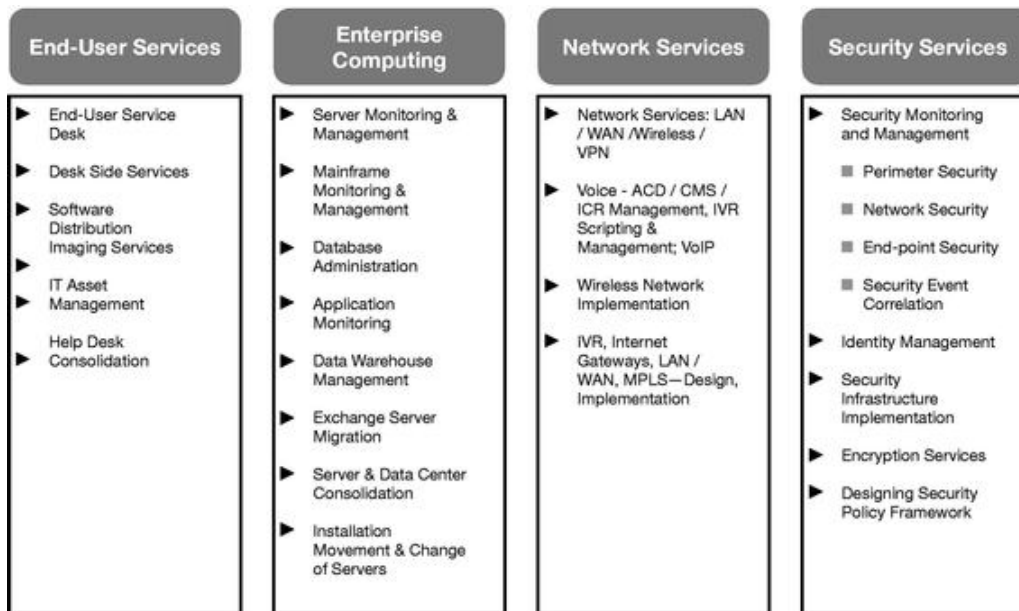 End-User Services
End-User Service
Desk
Desk Side Services
Software
Distribution
Imaging Services
IT Asset
Management
Help Desk
Consolidation
Enterprise
Computing
Server Monitoring &
Management
Mainframe
Monitoring &
Management
Database
Administration
Application
Monitoring
Data Warehouse
Management
Exchange Server
Migration
Server & Data Center
Consolidation
Installation
Movement & Change
of Servers
Network Services
Network Services: LAN
/ WAN /Wireless /
VPN
Voice - ACD / CMS /
ICR Management, IVR
Scripting &
Management; VoIP
Wireless Network
Implementation
IVR, Internet
Gateways, LAN /
WAN, MPLS—Design,
Implementation
Security Services
Security Monitoring
and Management
Perimeter Security
Network Security
End-point Security
Security Event
Correlation
Identity Management
Security
Infrastructure
Implementation
Encryption Services
Designing Security
Policy Framework